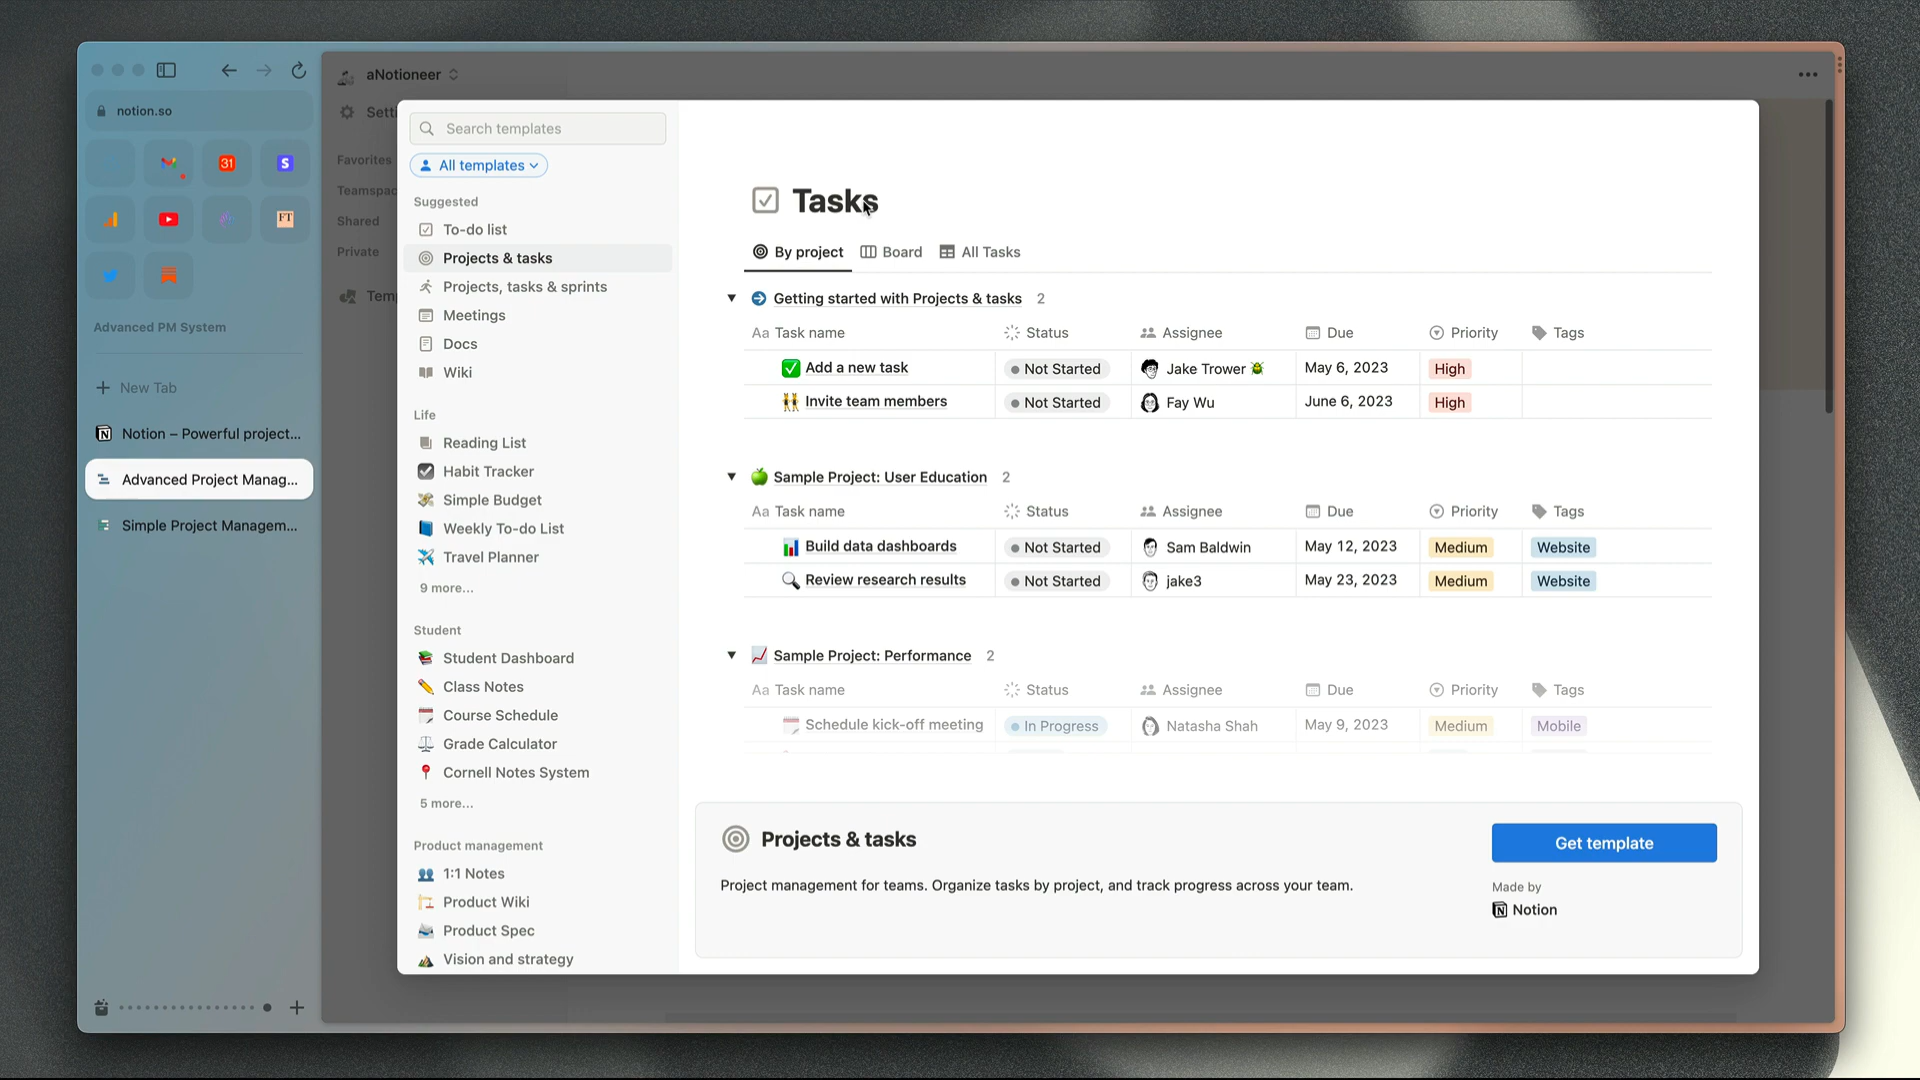 notion.so
31
S
FT
Advanced PM System
New Tab
Notion – Powerful project...
Advanced Project Manag...
Simple Project Managem...
aNotioneer
Setti
Favorites
Teamspac
Shared
Private
Temp
Search templates
All templates
Suggested
To-do list
Projects & tasks
Projects, tasks & sprints
Meetings
Docs
Wiki
Life
Reading List
Habit Tracker
Simple Budget
Weekly To-do List
Travel Planner
9 more...
Student
Student Dashboard
Class Notes
Course Schedule
Grade Calculator
Cornell Notes System
5 more...
Product management
1:1 Notes
Product Wiki
Product Spec
Vision and strategy
Tasks
By project Board All Tasks
Getting started with Projects & tasks 2
Aa Task name Status Assignee Due Priority Tags
Add a new task Not Started Jake Trower May 6, 2023 High
Invite team members Not Started Fay Wu June 6, 2023 High
Sample Project: User Education 2
Aa Task name Status Assignee Due Priority Tags
Build data dashboards Not Started Sam Baldwin May 12, 2023 Medium Website
Review research results Not Started jake3 May 23, 2023 Medium Website
Sample Project: Performance 2
Aa Task name Status Assignee Due Priority Tags
Schedule kick-off meeting In Progress Natasha Shah May 9, 2023 Medium Mobile
Projects & tasks
Project management for teams. Organize tasks by project, and track progress across your team.
Get template
Made by
Notion